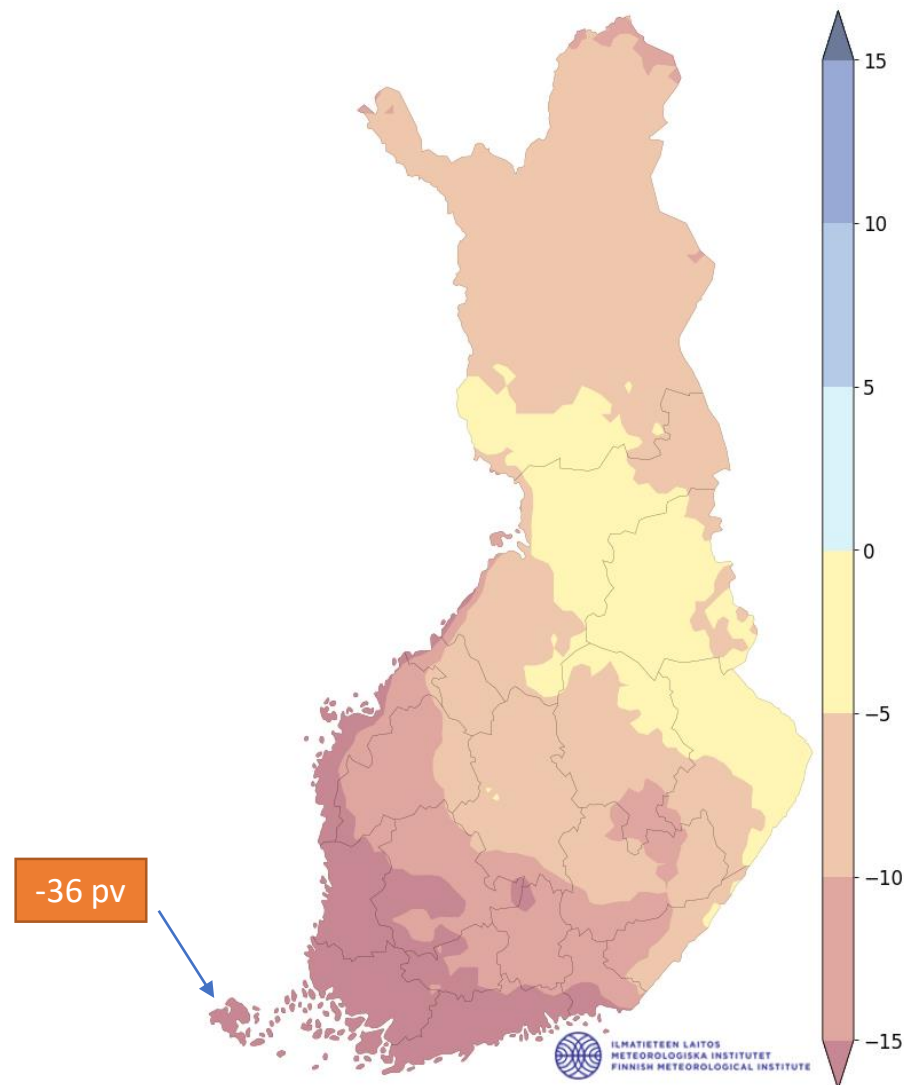 15
10
5
0
−5
−10
−15
-36 pv
ILMATIETEEN LAITOS
METEOROLOGISKA INSTITUTET
FINNISH METEOROLOGICAL INSTITUTE